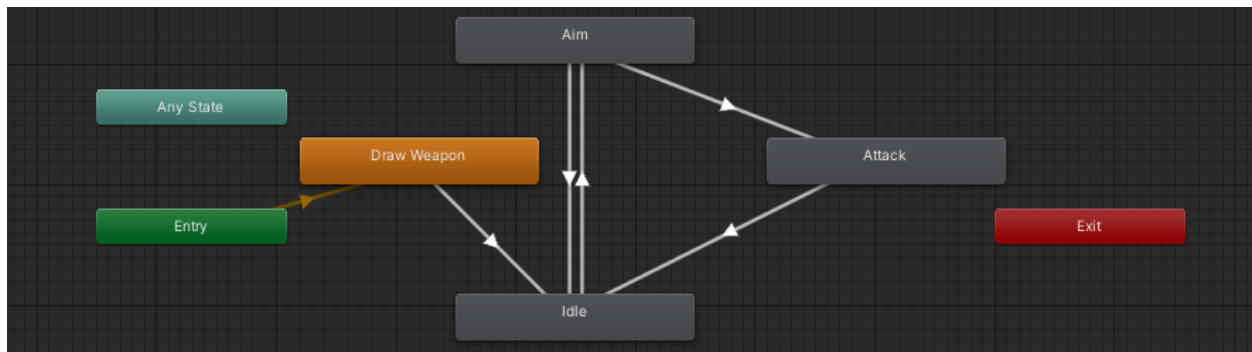 Aim
Any State
Draw Weapon
Attack
Entry
Exit
Idle